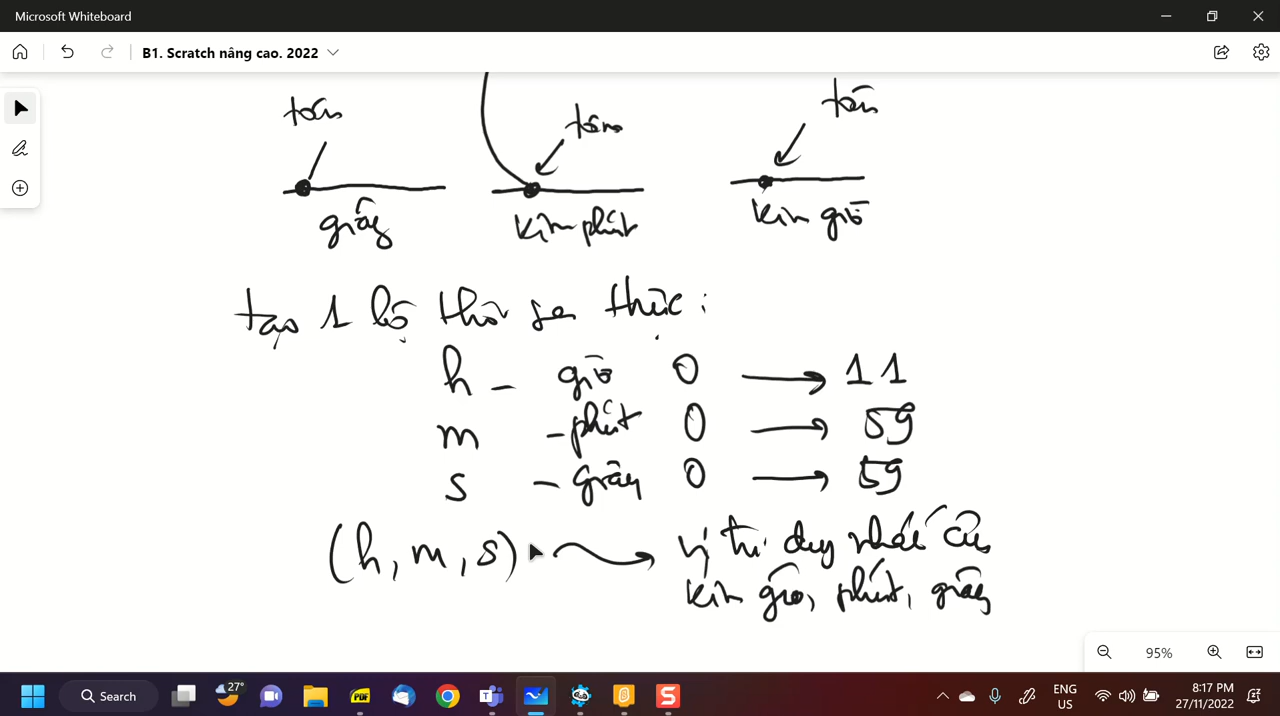 Microsoft Whiteboard
B1. Scratch nâng cao. 2022
tâm
tâm
tâm
giây
kim phút
kim giờ
tạo 1 bộ thời gian thực:
h - giờ 0 → 11
m - phút 0 → 59
s - giây 0 → 59
(h, m, s) → vị trí duy nhất của
kim giờ, phút, giây
95%
27°
Search
PDF
ENG
US
8:17 PM
27/11/2022